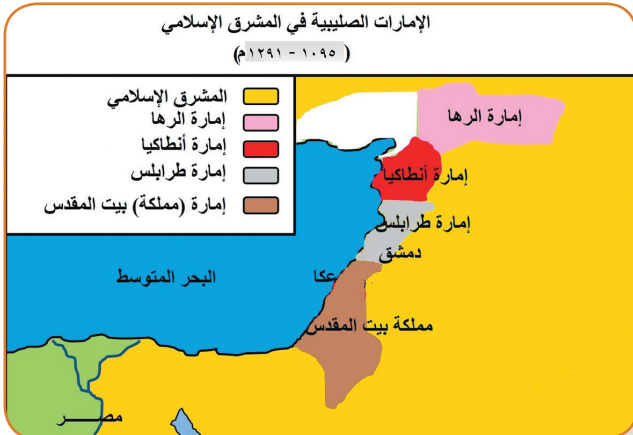 الإمارات الصليبية في المشرق الإسلامي
(١٠٩٥ - ١٢٩١م)
المشرق الإسلامي
إمارة الرها
إمارة أنطاكيا
إمارة طرابلس
إمارة (مملكة) بيت المقدس
إمارة الرها
إمارة أنطاكيا
إمارة طرابلس
دمشق
عكا
البحر المتوسط
مملكة بيت المقدس
مصـــــر